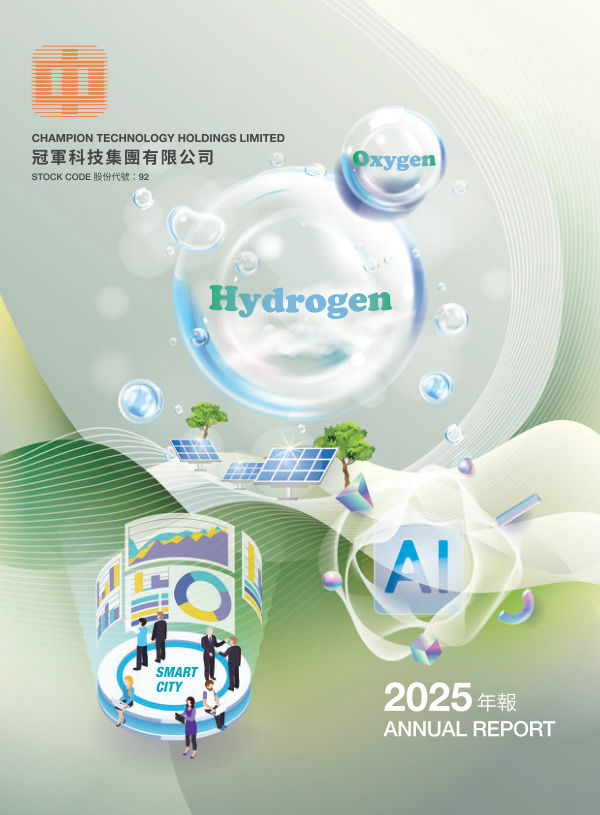 CHAMPION TECHNOLOGY HOLDINGS LIMITED
冠軍科技集團有限公司
STOCK CODE 股份代號：92
Oxygen
Hydrogen
AI
SMART
CITY
2025 年報
ANNUAL REPORT